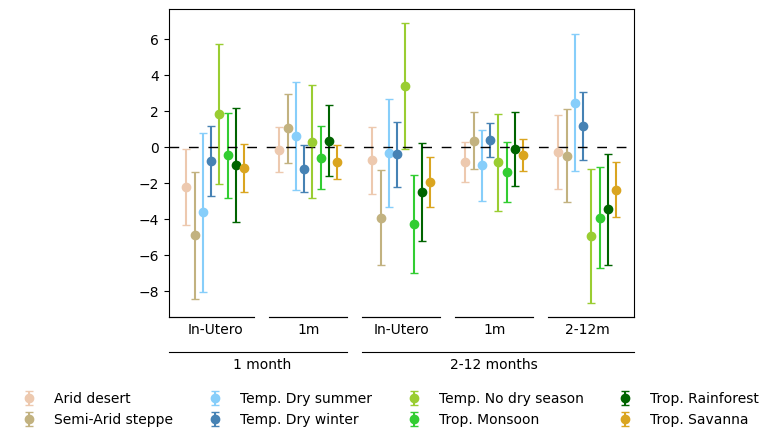 6
4
2
0
−2
−4
−6
−8
In-Utero 1m In-Utero 1m 2-12m
1 month 2-12 months
Arid desert Temp. Dry summer Temp. No dry season Trop. Rainforest
Semi-Arid steppe Temp. Dry winter Trop. Monsoon Trop. Savanna